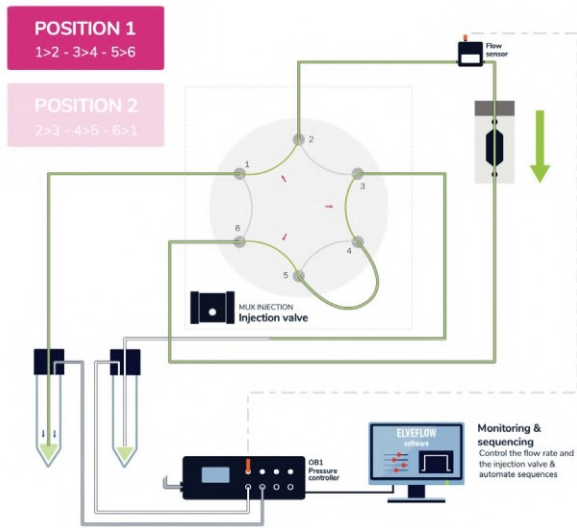 POSITION 1
1>2 - 3>4 - 5>6
POSITION 2
2>3 - 4>5 - 6>1
Flow
sensor
1
2
3
6
4
5
MUX INJECTION
Injection valve
ELVEFLOW
software
OB1
Pressure
controller
Monitoring &
sequencing
Control the flow rate and
the injection valve &
automate sequences